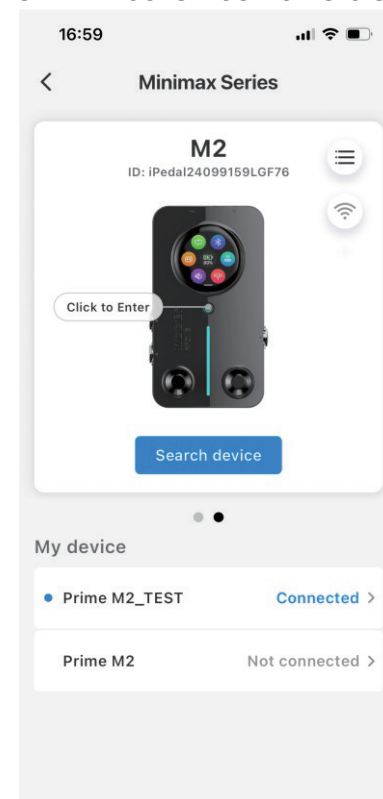 16:59
Minimax Series
M2
ID: iPedal24099159LGF76
Click to Enter
Search device
My device
Prime M2_TEST Connected >
Prime M2 Not connected >